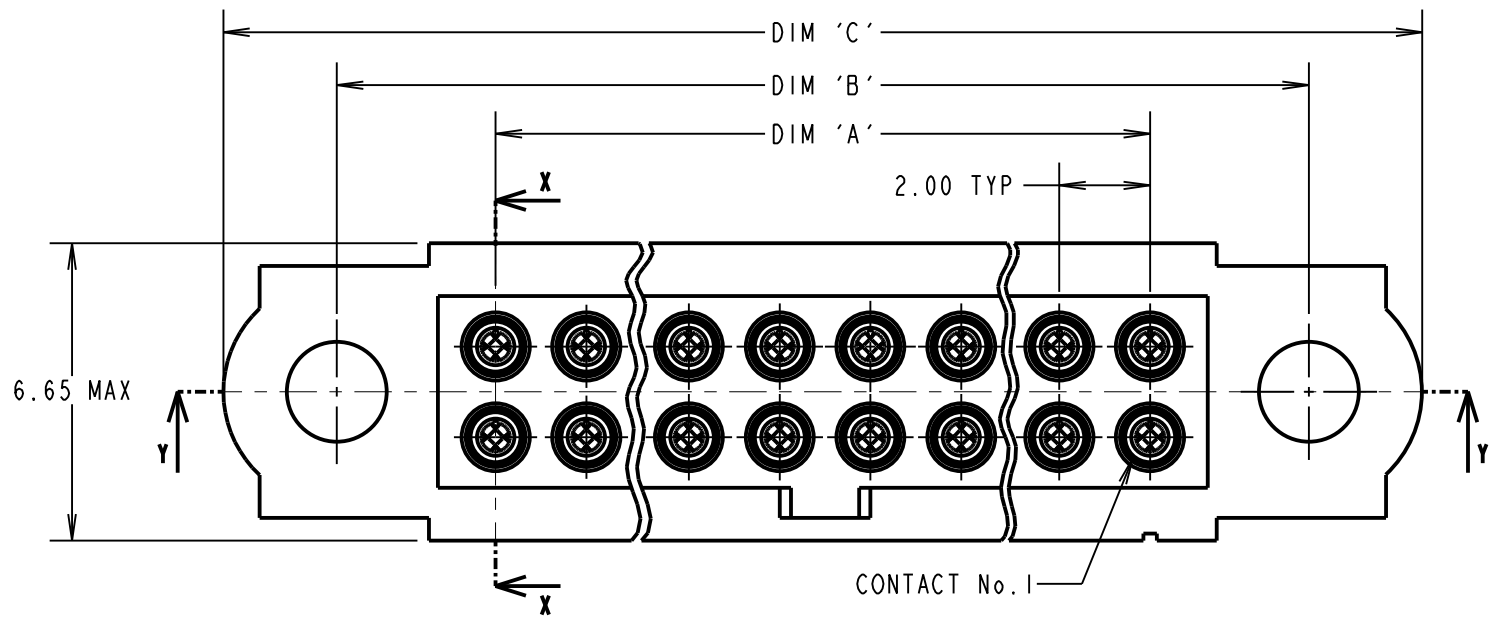 DIM 'C'
DIM 'B'
DIM 'A'
2.00 TYP
X
6.65 MAX
Y
Y
CONTACT No.1
X